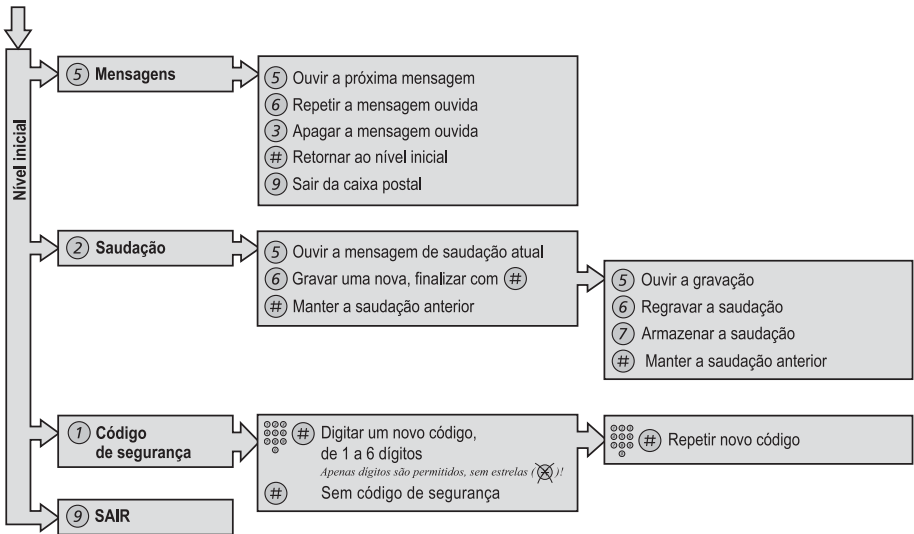 Nível inicial
5 Mensagens
5 Ouvir a próxima mensagem
6 Repetir a mensagem ouvida
3 Apagar a mensagem ouvida
# Retornar ao nível inicial
9 Sair da caixa postal
2 Saudação
5 Ouvir a mensagem de saudação atual
6 Gravar uma nova, finalizar com #
# Manter a saudação anterior
5 Ouvir a gravação
6 Regravar a saudação
7 Armazenar a saudação
# Manter a saudação anterior
1 Código
de segurança
# Digitar um novo código,
de 1 a 6 dígitos
Apenas dígitos são permitidos, sem estrelas (✱)!
# Sem código de segurança
# Repetir novo código
9 SAIR